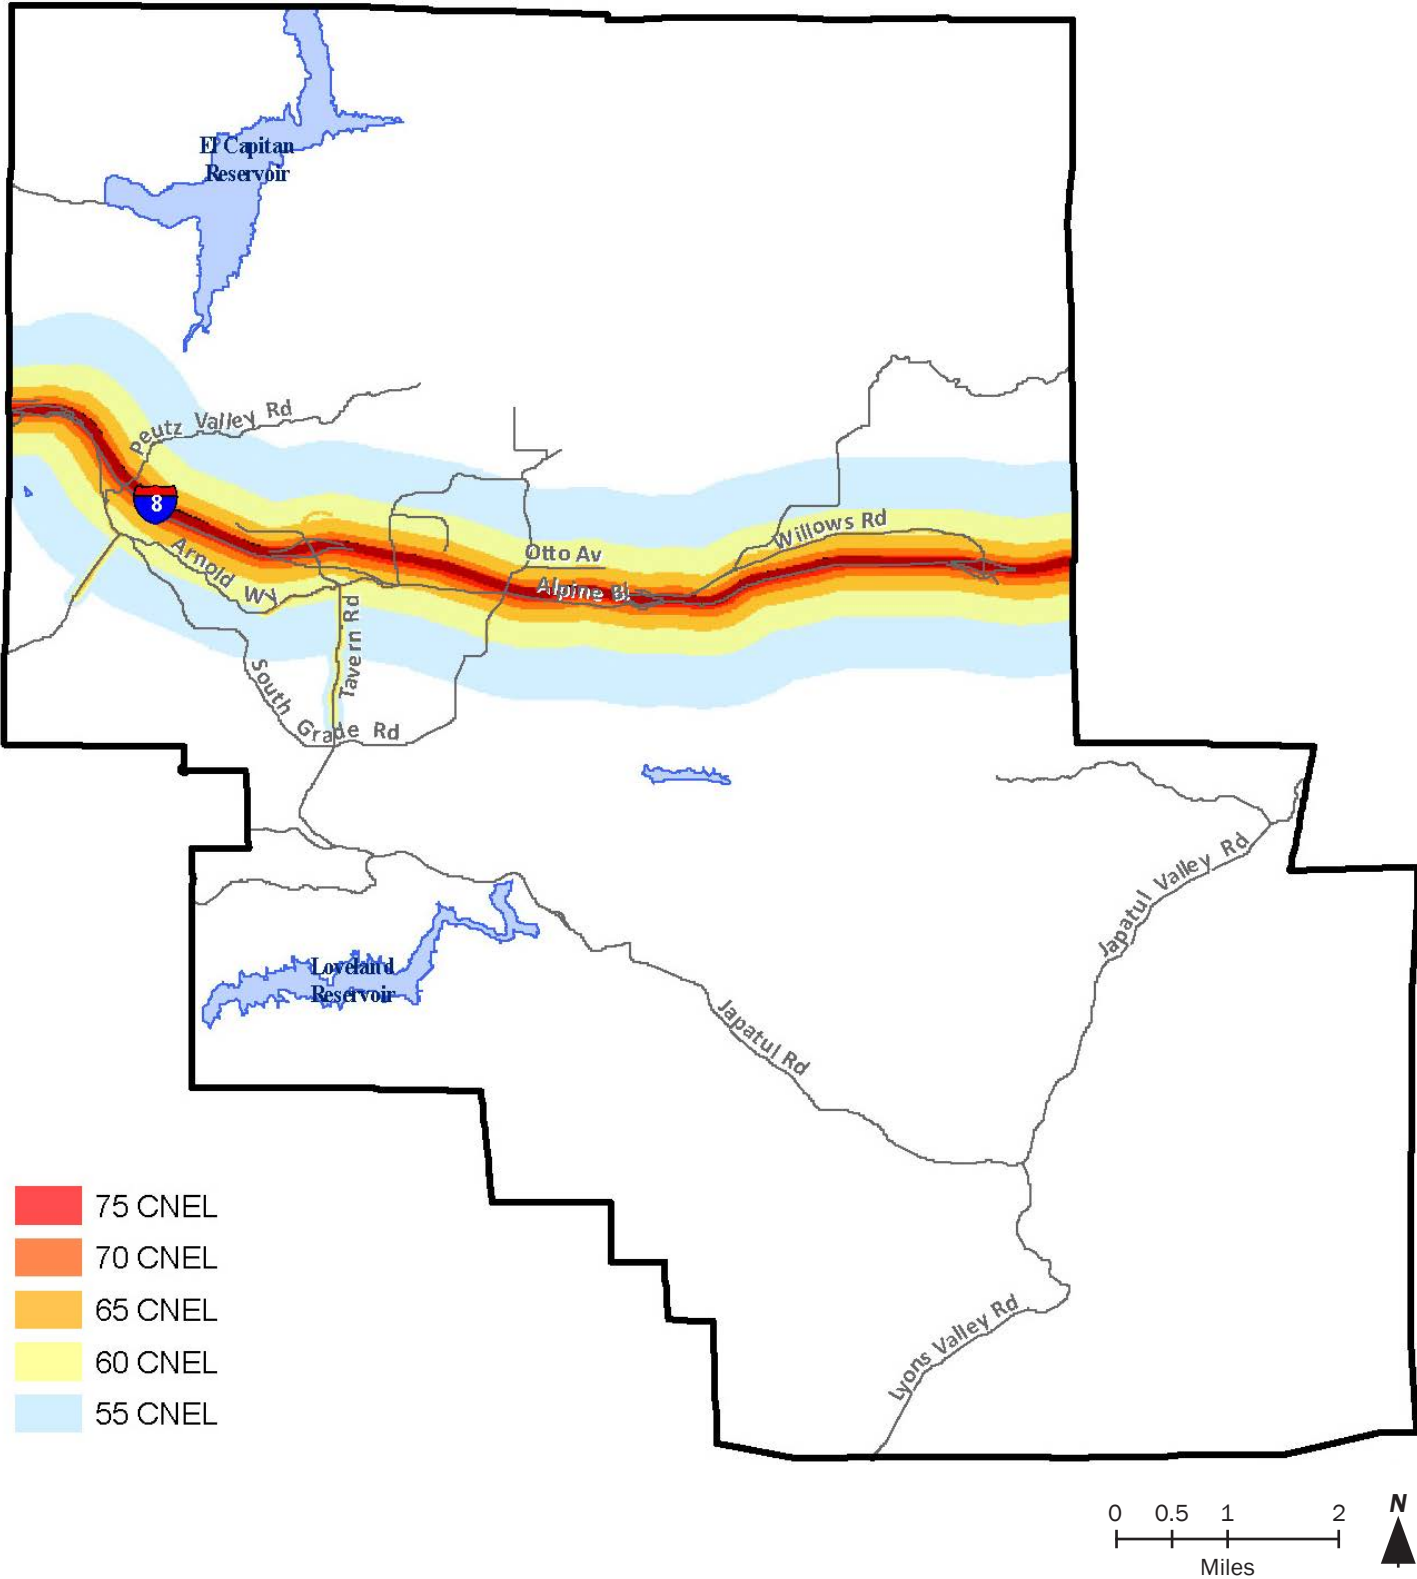 El Capitan
Reservoir
Peutz Valley Rd
8
Arnold Wy
Otto Av
Willows Rd
Alpine Bl
Tavern Rd
South Grade Rd
Japatul Valley Rd
Loveland
Reservoir
Japatul Rd
Lyons Valley Rd
75 CNEL
70 CNEL
65 CNEL
60 CNEL
55 CNEL
0 0.5 1 2
Miles
N